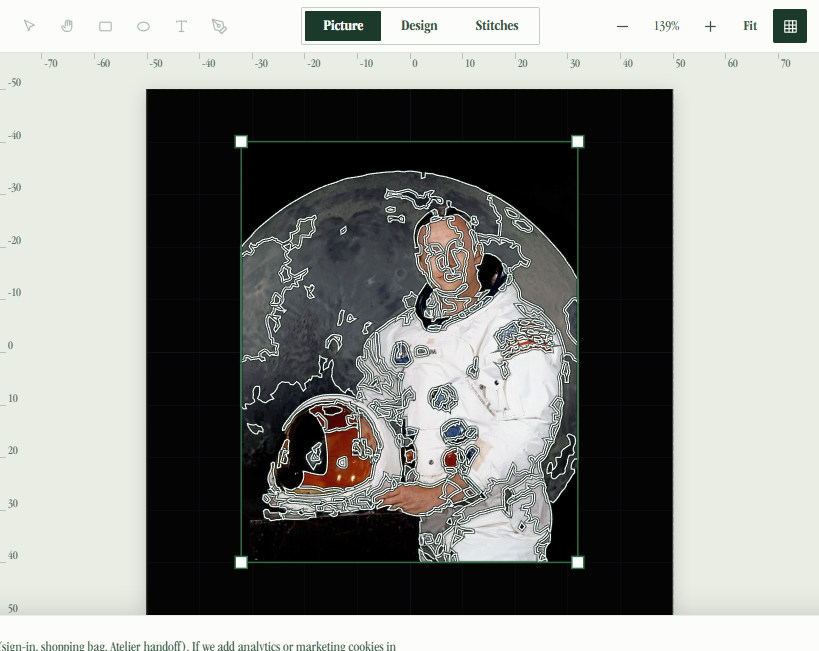 Picture Design Stitches
139% Fit
-70 -60 -50 -40 -30 -20 -10 0 10 20 30 40 50 60 70
-50
-40
-30
-20
-10
0
10
20
30
40
50
(sign-in, shopping bag, Atelier handoff). If we add analytics or marketing cookies in